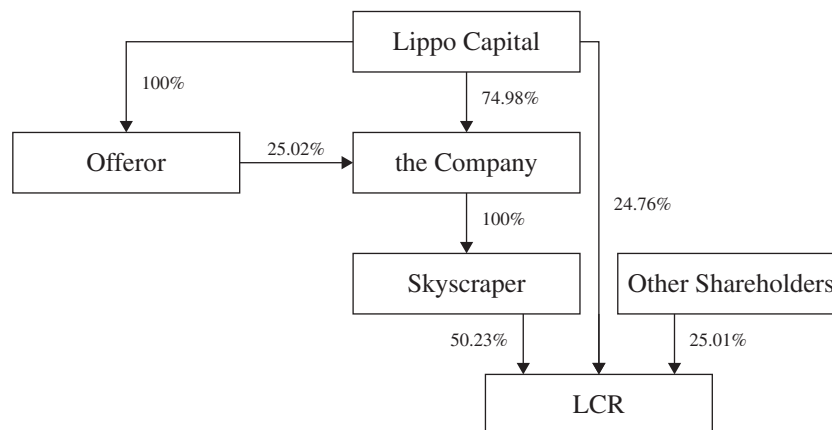 Lippo Capital
100%
74.98%
Offeror
25.02%
the Company
24.76%
100%
Skyscraper
Other Shareholders
50.23%
25.01%
LCR